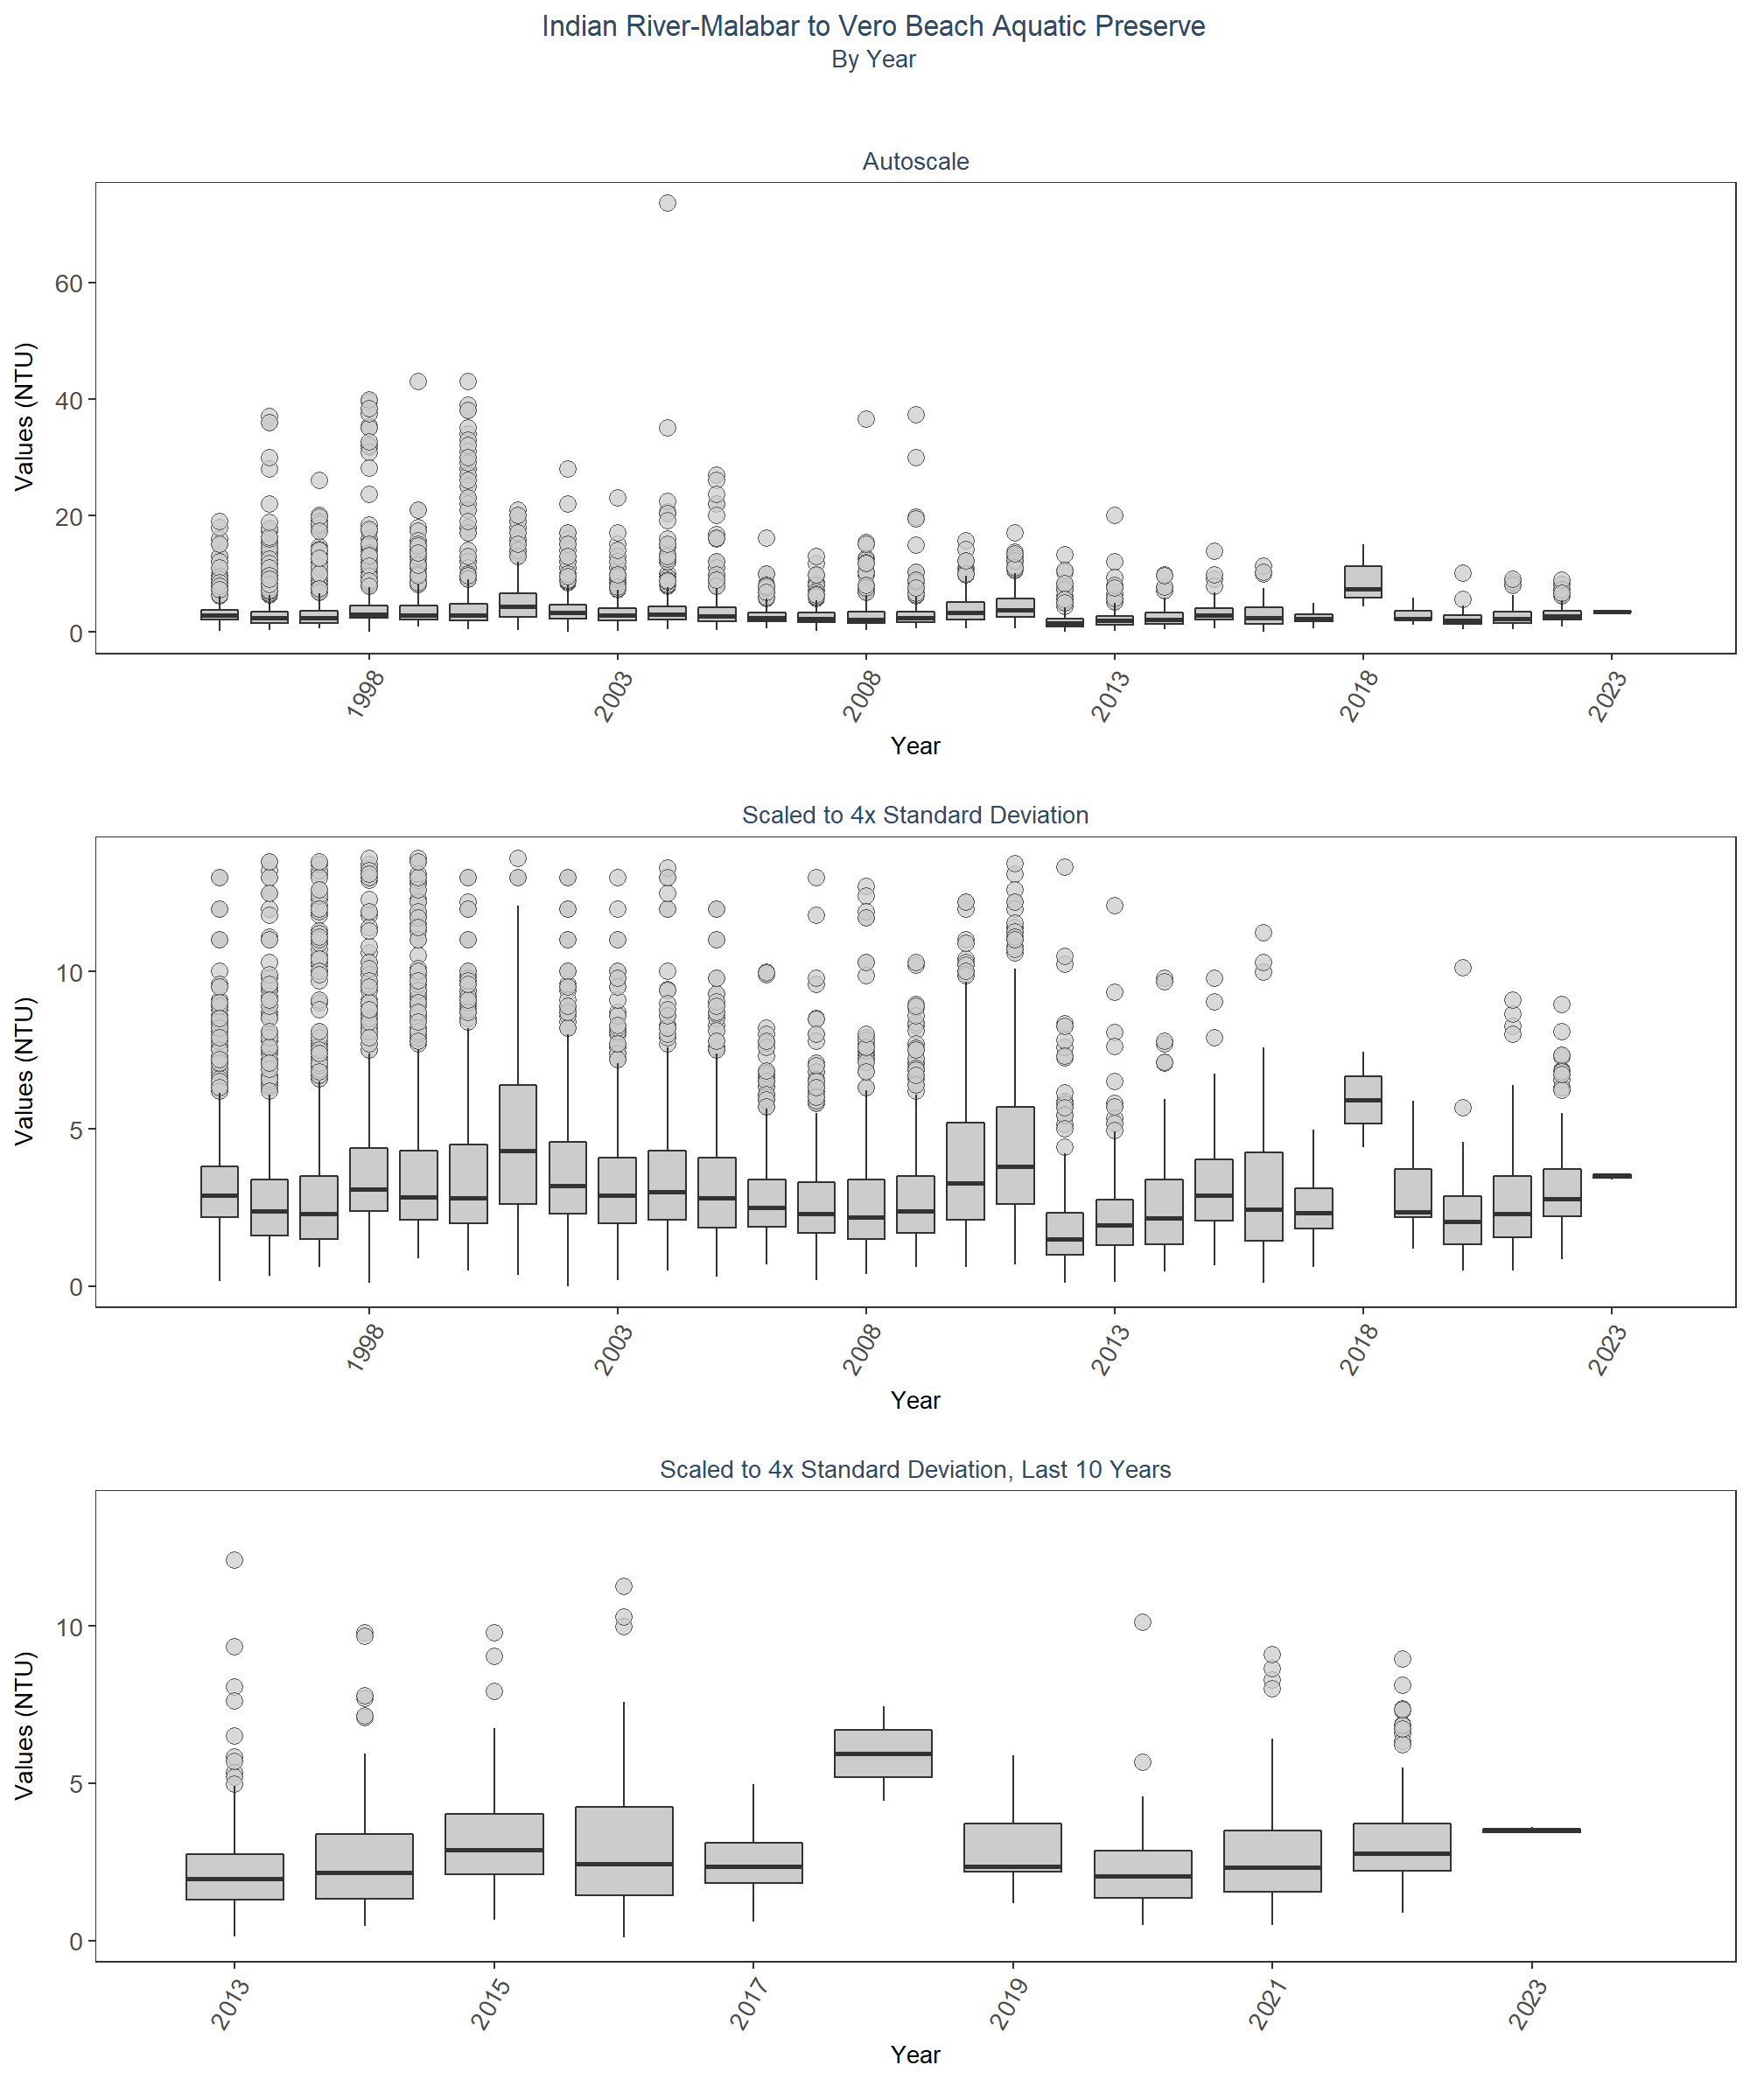 Indian River-Malabar to Vero Beach Aquatic Preserve
By Year
Autoscale
Values (NTU)
60
40
20
0
1998
2003
2008
2013
2018
2023
Year
Scaled to 4x Standard Deviation
Values (NTU)
10
5
0
1998
2003
2008
2013
2018
2023
Year
Scaled to 4x Standard Deviation, Last 10 Years
Values (NTU)
10
5
0
2013
2015
2017
2019
2021
2023
Year